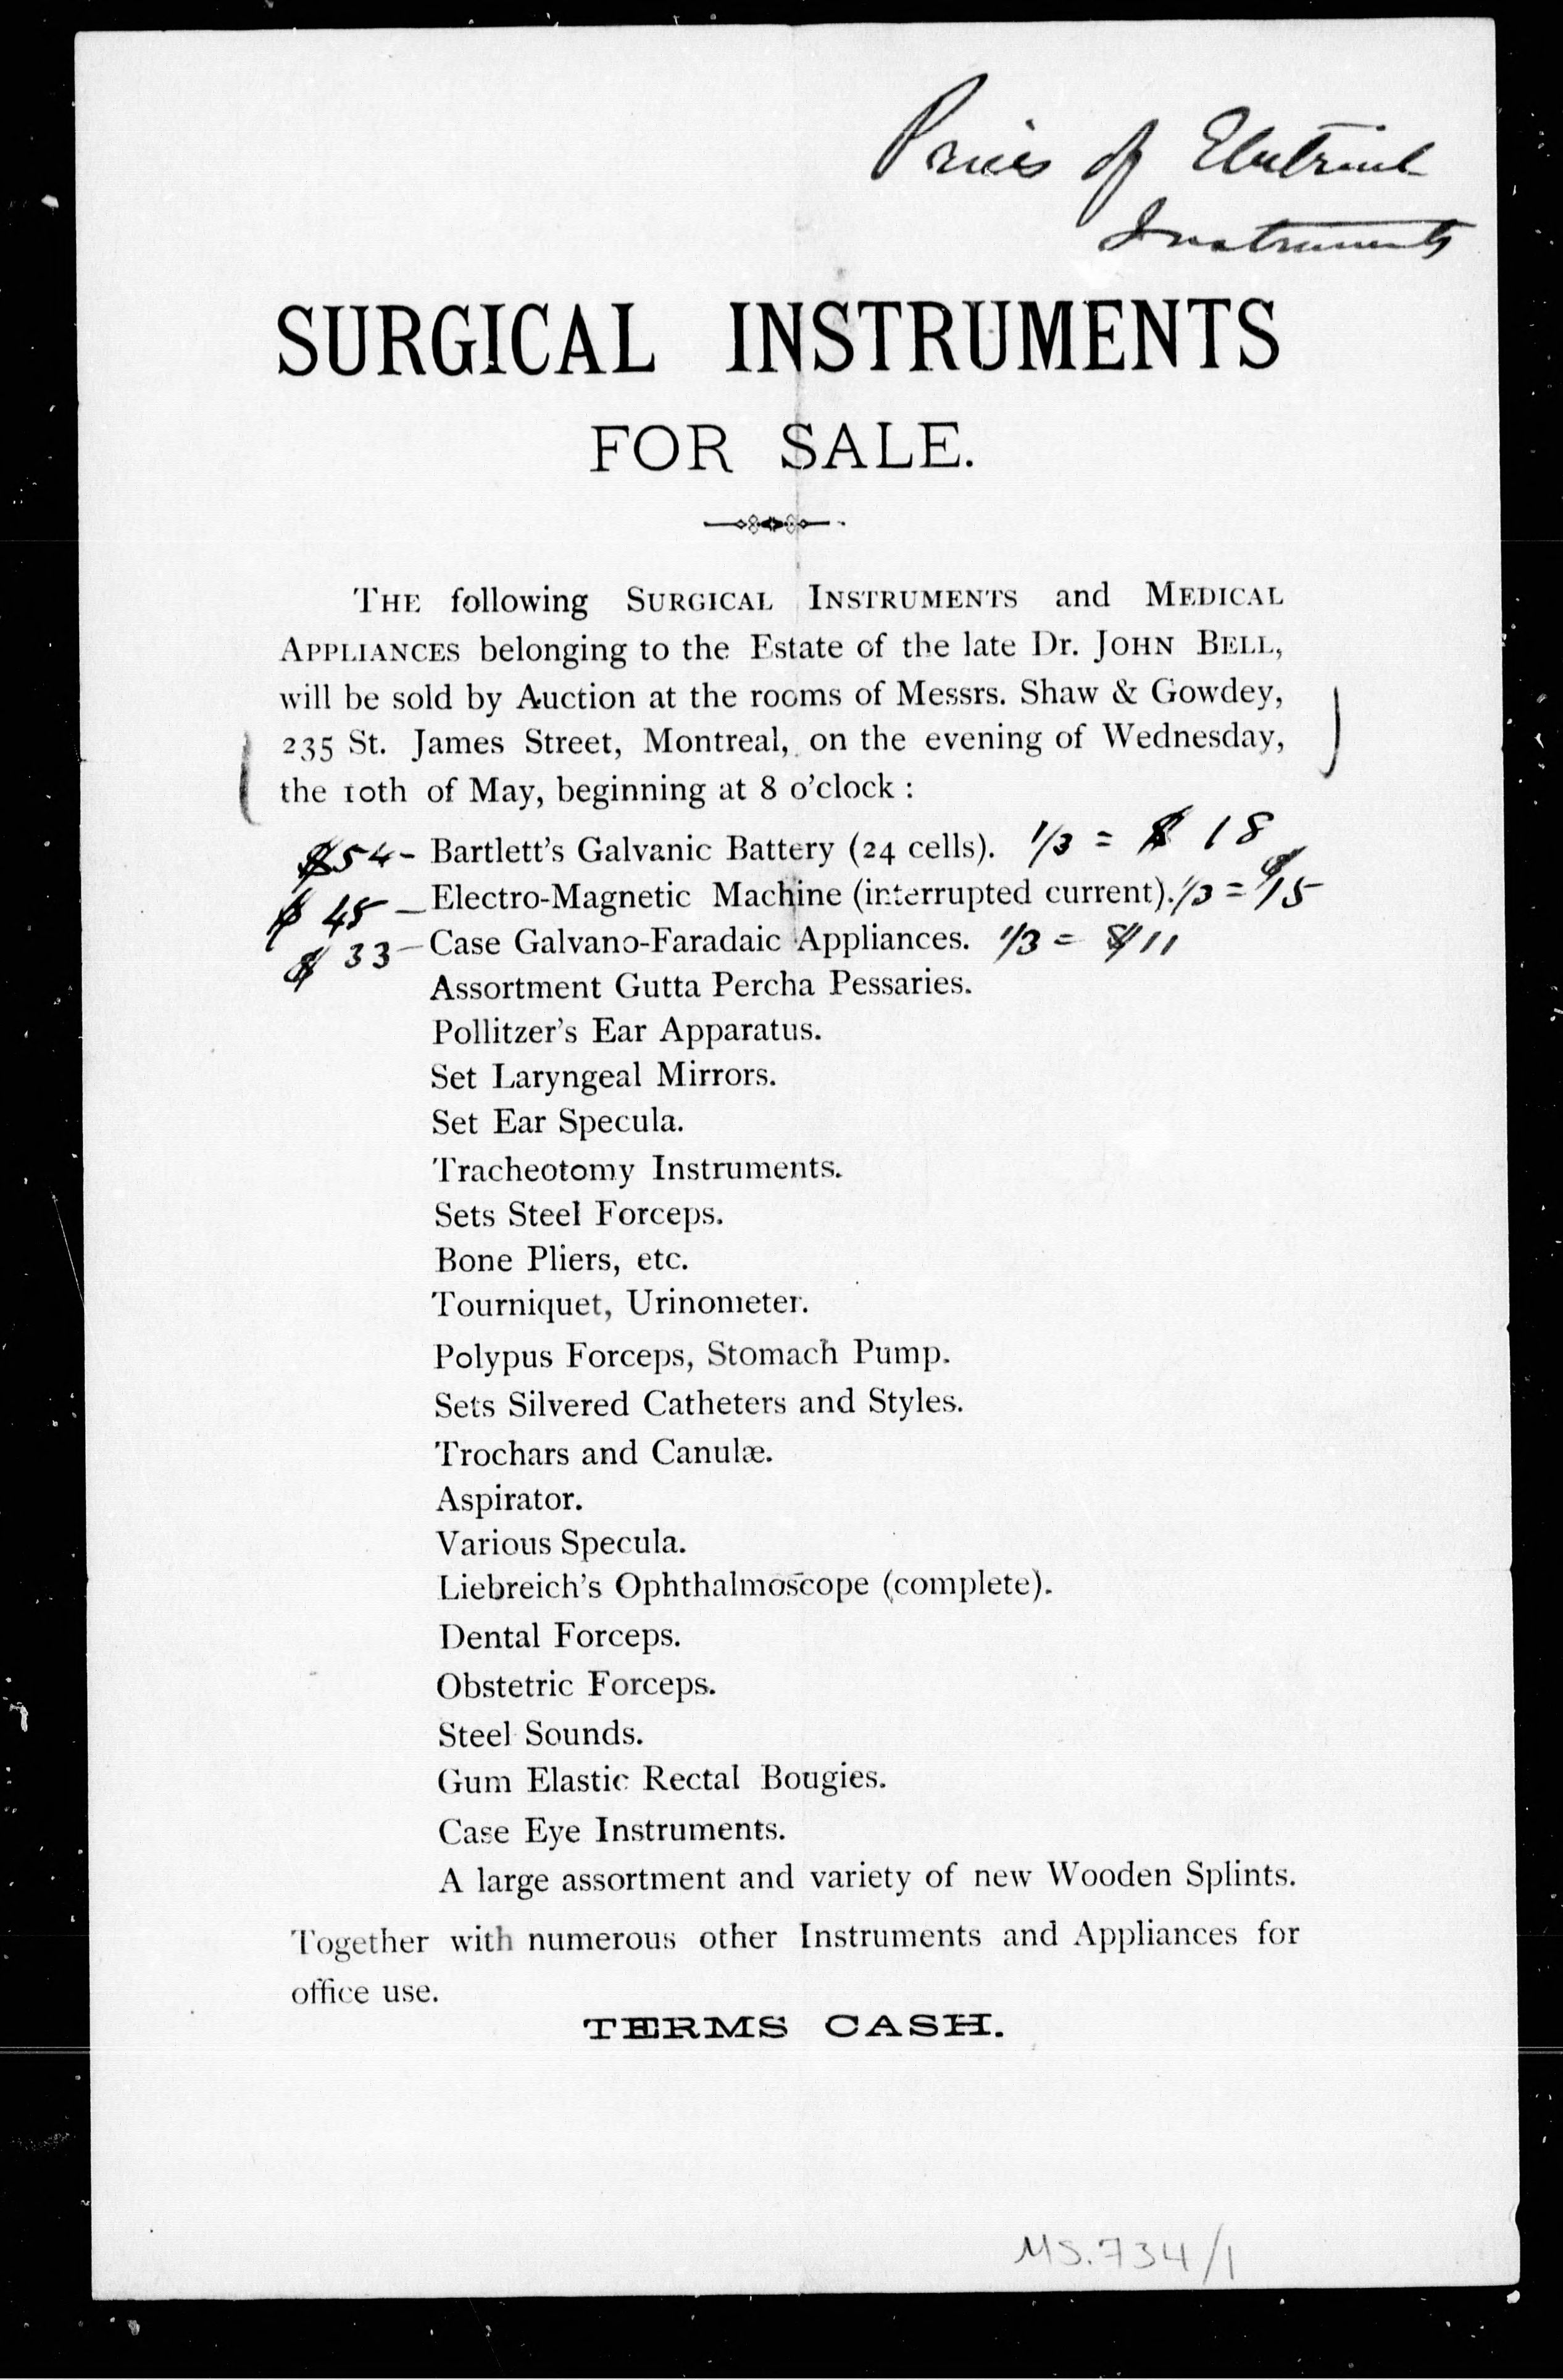 Prices of Electrical
Instruments
SURGICAL INSTRUMENTS
FOR SALE.
THE following SURGICAL INSTRUMENTS and MEDICAL
APPLIANCES belonging to the Estate of the late Dr. JOHN BELL,
will be sold by Auction at the rooms of Messrs. Shaw & Gowdey,
235 St. James Street, Montreal, on the evening of Wednesday,
the 10th of May, beginning at 8 o'clock :
$54 - Bartlett's Galvanic Battery (24 cells). 1/3 = $ 18
$ 45 — Electro-Magnetic Machine (interrupted current). 1/3 = $15
$ 33 — Case Galvano-Faradaic Appliances. 1/3 = $11
Assortment Gutta Percha Pessaries.
Pollitzer's Ear Apparatus.
Set Laryngeal Mirrors.
Set Ear Specula.
Tracheotomy Instruments.
Sets Steel Forceps.
Bone Pliers, etc.
Tourniquet, Urinometer.
Polypus Forceps, Stomach Pump.
Sets Silvered Catheters and Styles.
Trochars and Canulæ.
Aspirator.
Various Specula.
Liebreich's Ophthalmoscope (complete).
Dental Forceps.
Obstetric Forceps.
Steel Sounds.
Gum Elastic Rectal Bougies.
Case Eye Instruments.
A large assortment and variety of new Wooden Splints.
Together with numerous other Instruments and Appliances for
office use.
TERMS CASH.
MS.734/1